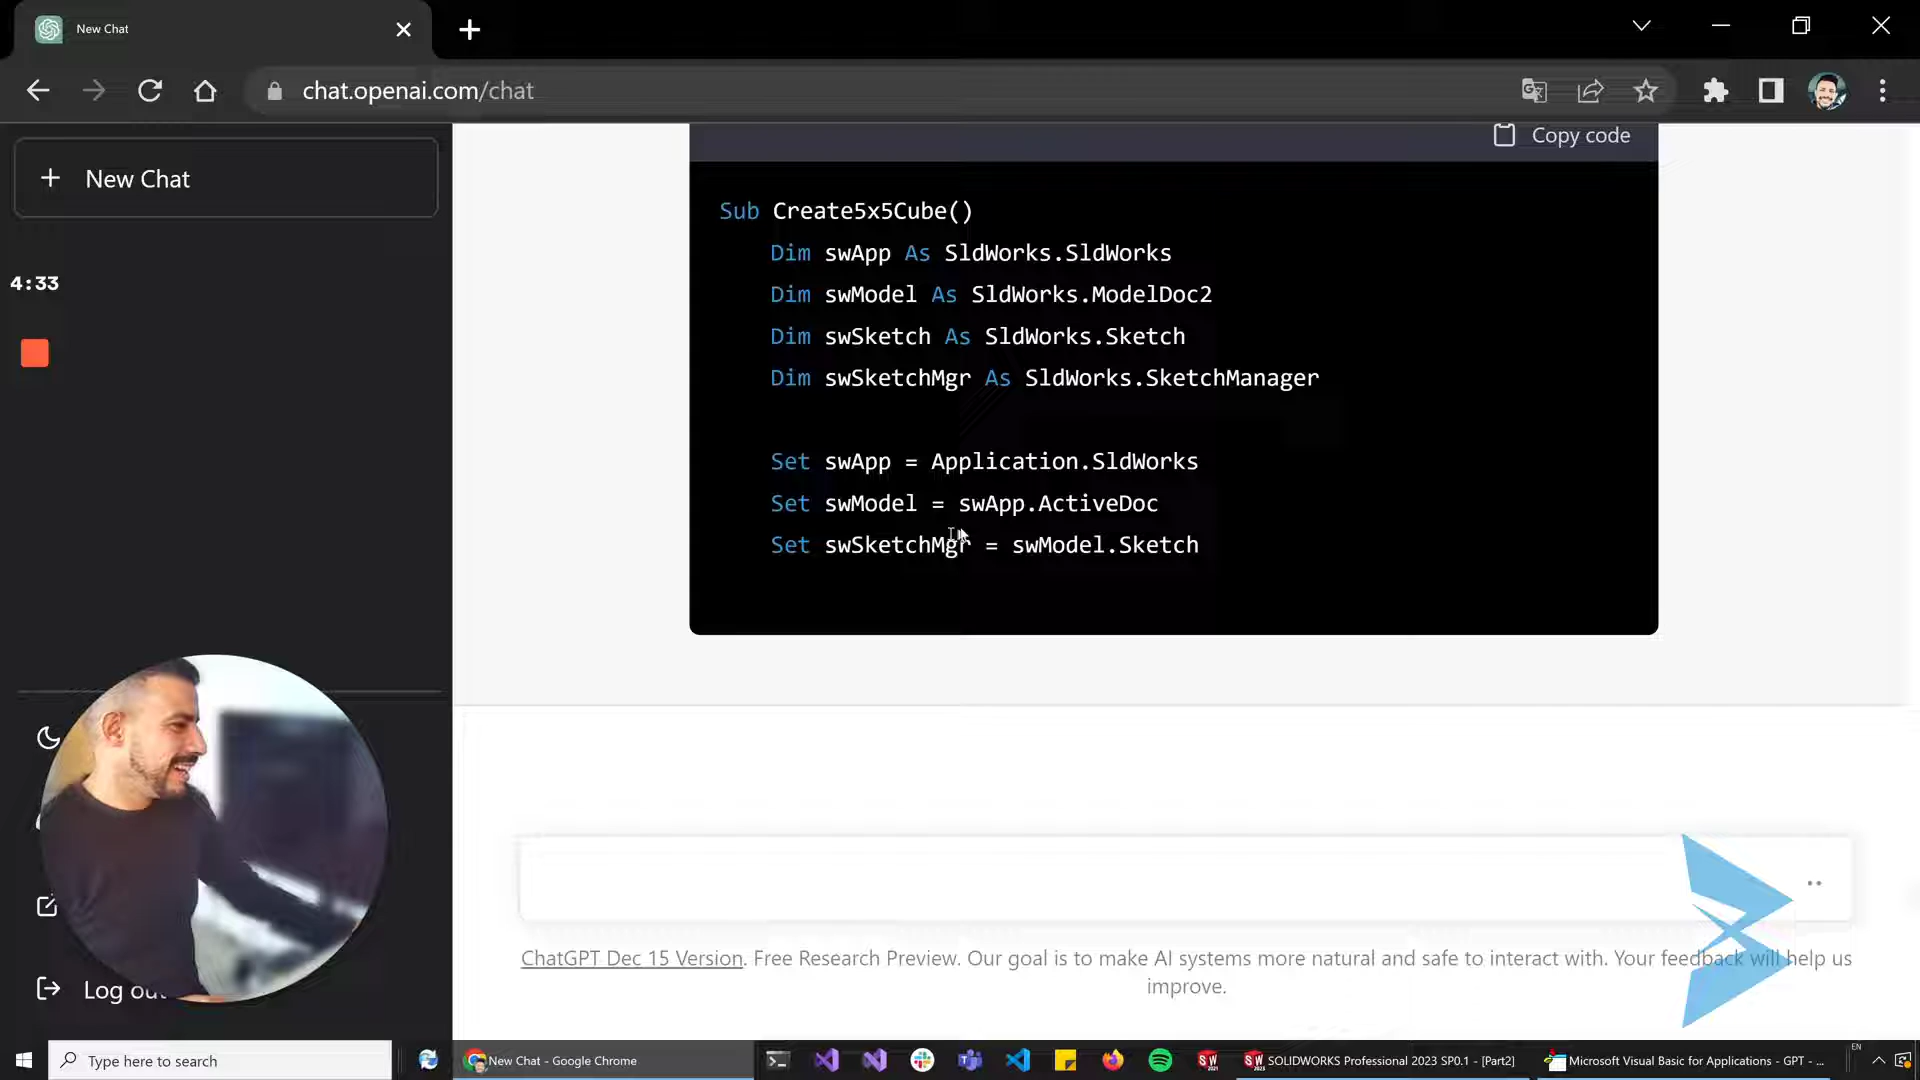 New Chat
chat.openai.com/chat
Copy code
New Chat
4:33
Sub Create5x5Cube()
Dim swApp As SldWorks.SldWorks
Dim swModel As SldWorks.ModelDoc2
Dim swSketch As SldWorks.Sketch
Dim swSketchMgr As SldWorks.SketchManager
Set swApp = Application.SldWorks
Set swModel = swApp.ActiveDoc
Set swSketchMgr = swModel.Sketch
ChatGPT Dec 15 Version. Free Research Preview. Our goal is to make AI systems more natural and safe to interact with. Your feedback will help us
improve.
Log out
Type here to search
New Chat - Google Chrome
SOLIDWORKS Professional 2023 SP0.1 - [Part2]
Microsoft Visual Basic for Applications - GPT - ...
EN